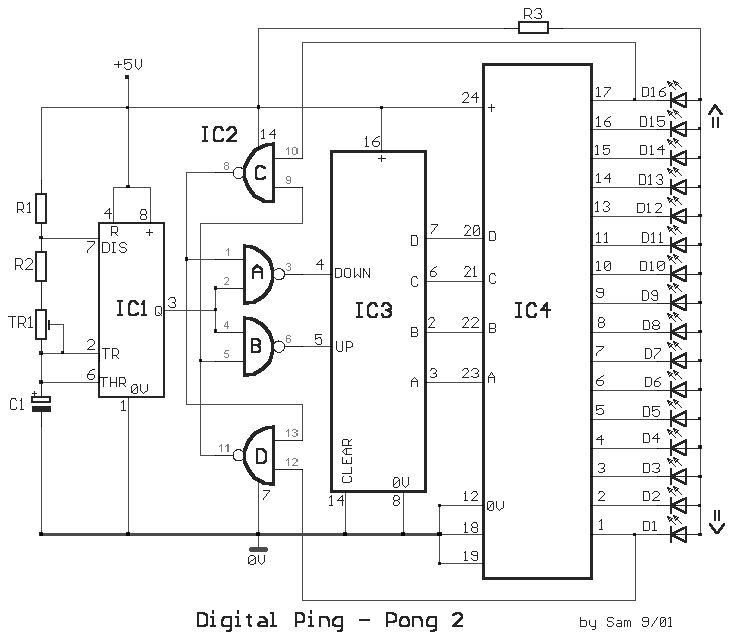 R3
+5V
24 + 17 D16
IC2 14
16 D15
10
16 +
8 C
15 D14
9
14 D13
R1 4 8
R +
13 D12
7 DIS
D 7 20 D
11 D11
1
R2
A 3 4 DOWN
C 6 21 C
10 D10
2
9 D9
IC1 Q 3
IC3
IC4
TR1
4
B 2 22 B
8 D8
B 6 5 UP
2 TR
5
7 D7
6 THR
A 3 23 A
6 D6
0V
C1 +
1
5 D5
13
4 D4
11 D
12
CLEAR
3 D3
0V
7
14 8
12 0V
2 D2
18
1 D1
0V
19
Digital Ping - Pong 2
by Sam 9/01